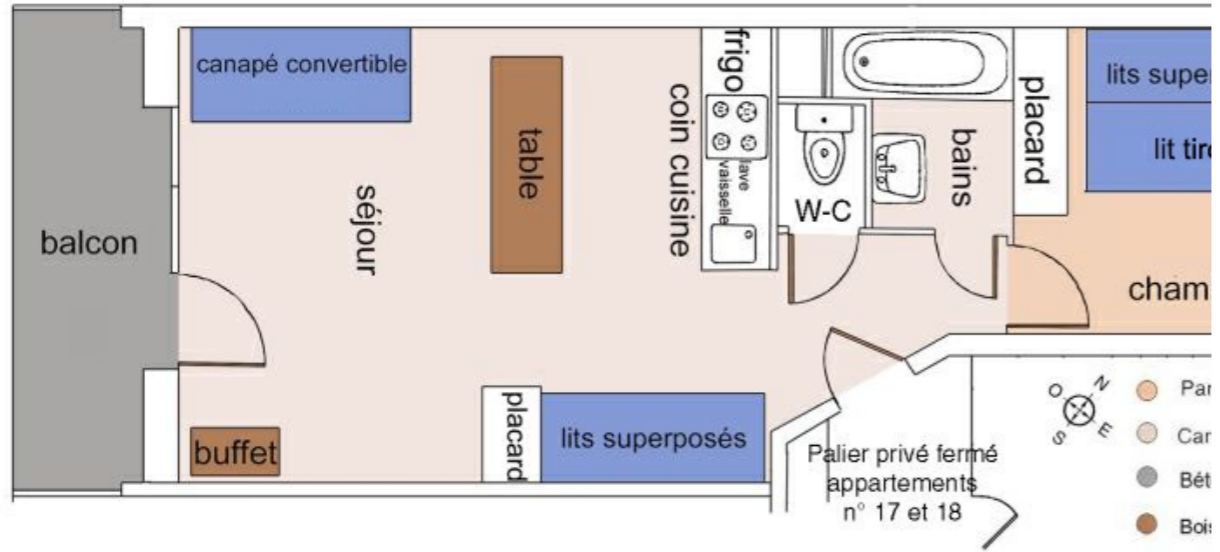 canapé convertible
balcon
séjour
table
coin cuisine
frigo
lave
vaisselle
W-C
bains
placard
lits super
lit tiro
cham
buffet
placard
lits superposés
Palier privé fermé
appartements
n° 17 et 18
O
N
S
E
Par
Car
Bét
Bois